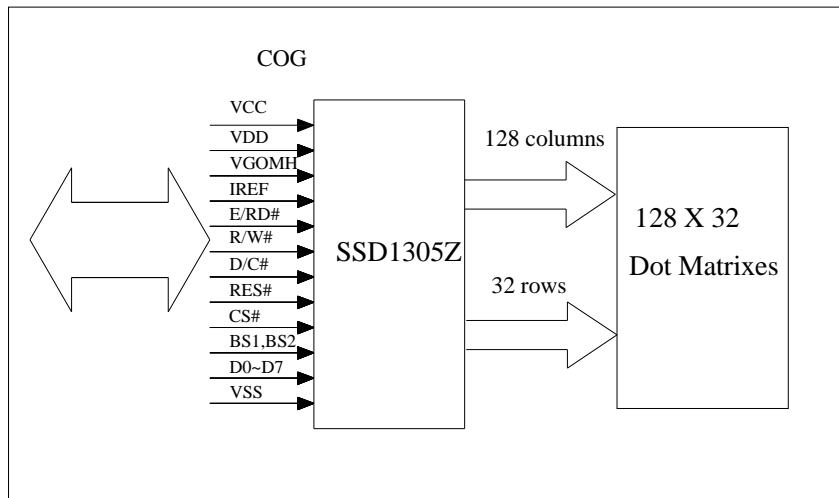 COG
VCC
VDD
VGOMH
IREF
E/RD#
R/W#
D/C#
RES#
CS#
BS1,BS2
D0~D7
VSS
SSD1305Z
128 columns
32 rows
128 X 32
Dot Matrixes